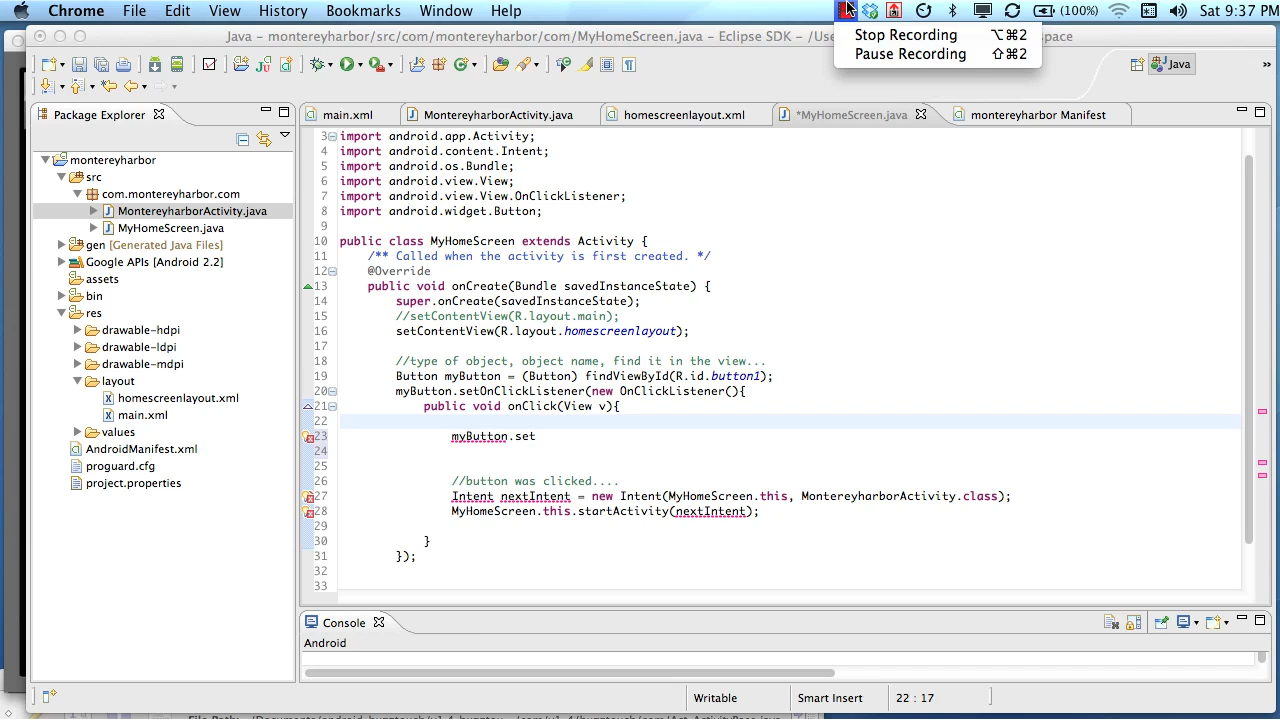 Chrome File Edit View History Bookmarks Window Help (100%) Sat 9:37 PM
Java – montereyharbor/src/com/montereyharbor/com/MyHomeScreen.java – Eclipse SDK – /Us space
Stop Recording ⌥⌘2
Pause Recording ⇧⌘2
Java »
Package Explorer
main.xml MontereyharborActivity.java homescreenlayout.xml *MyHomeScreen.java montereyharbor Manifest
montereyharbor
src
com.montereyharbor.com
MontereyharborActivity.java
MyHomeScreen.java
gen [Generated Java Files]
Google APIs [Android 2.2]
assets
bin
res
drawable-hdpi
drawable-ldpi
drawable-mdpi
layout
homescreenlayout.xml
main.xml
values
AndroidManifest.xml
proguard.cfg
project.properties
3 import android.app.Activity;
4 import android.content.Intent;
5 import android.os.Bundle;
6 import android.view.View;
7 import android.view.View.OnClickListener;
8 import android.widget.Button;
9
10 public class MyHomeScreen extends Activity {
11 /** Called when the activity is first created. */
12 @Override
13 public void onCreate(Bundle savedInstanceState) {
14 super.onCreate(savedInstanceState);
15 //setContentView(R.layout.main);
16 setContentView(R.layout.homescreenlayout);
17
18 //type of object, object name, find it in the view...
19 Button myButton = (Button) findViewById(R.id.button1);
20 myButton.setOnClickListener(new OnClickListener(){
21 public void onClick(View v){
22
23 myButton.set
24
25
26 //button was clicked....
27 Intent nextIntent = new Intent(MyHomeScreen.this, MontereyharborActivity.class);
28 MyHomeScreen.this.startActivity(nextIntent);
29
30 }
31 });
32
33
Console
Android
Writable Smart Insert 22 : 17